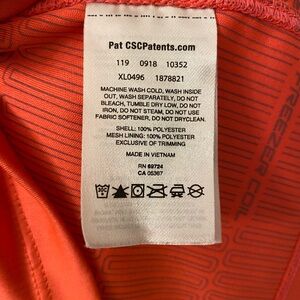 Pat CSCPatents.com
119 0918 10352
XL0496 1878821
MACHINE WASH COLD, WASH INSIDE
OUT, WASH SEPARATELY, DO NOT
BLEACH, TUMBLE DRY LOW, DO NOT
IRON, DO NOT STEAM, DO NOT USE
FABRIC SOFTENER, DO NOT DRYCLEAN.
SHELL: 100% POLYESTER
MESH LINING: 100% POLYESTER
EXCLUSIVE OF TRIMMING
MADE IN VIETNAM
RN 69724
CA 05367